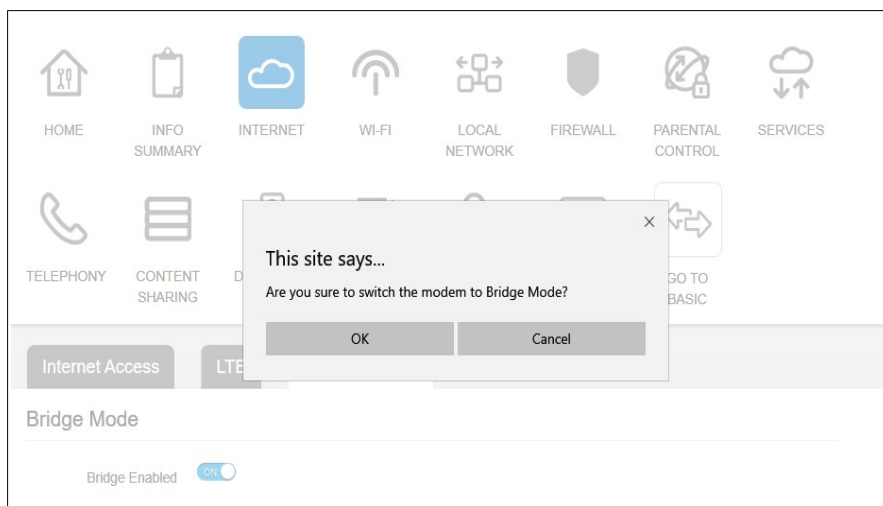 HOME
INFO
SUMMARY
INTERNET
WI-FI
LOCAL
NETWORK
FIREWALL
PARENTAL
CONTROL
SERVICES
TELEPHONY
CONTENT
SHARING
D
GO TO
BASIC
This site says...
Are you sure to switch the modem to Bridge Mode?
OK
Cancel
Internet Access
LTE
Bridge Mode
Bridge Enabled
ON